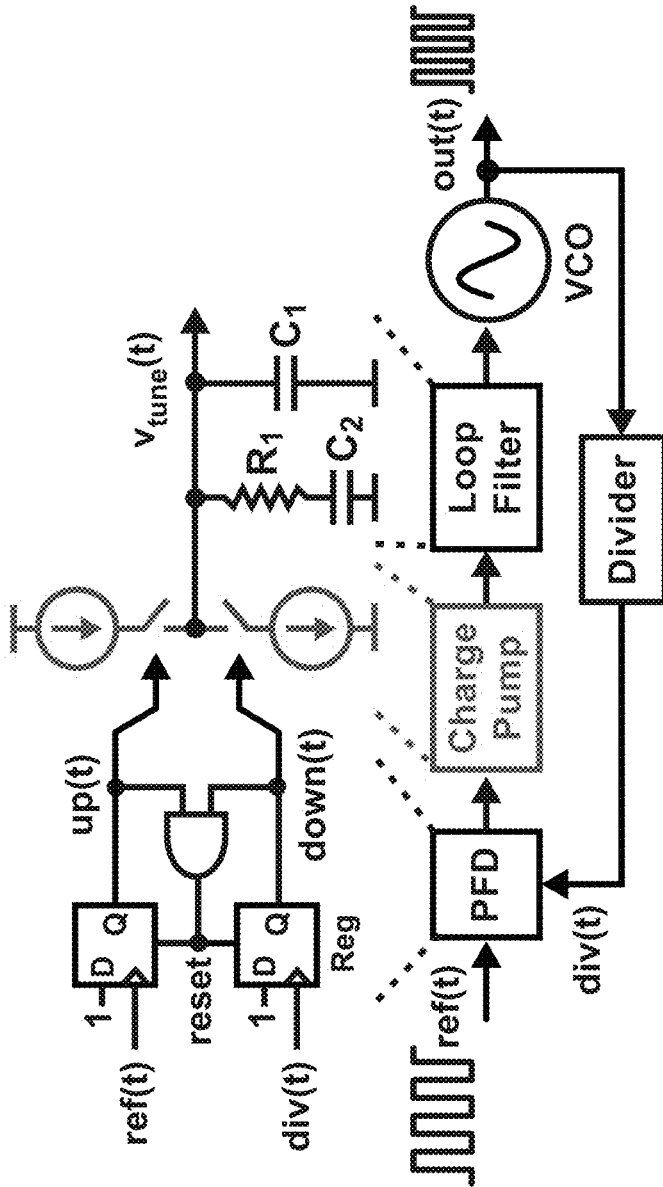 ref(t)
1
D
Q
up(t)
reset
div(t)
1
D
Q
Reg
down(t)
vtune(t)
R1
C2
C1
ref(t)
PFD
Charge
Pump
Loop
Filter
VCO
out(t)
div(t)
Divider